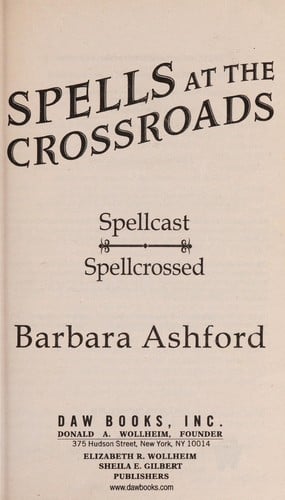 SPELLS AT THE
CROSSROADS
Spellcast
Spellcrossed
Barbara Ashford
DAW BOOKS, INC.
DONALD A. WOLLHEIM, FOUNDER
375 Hudson Street, New York, NY 10014
ELIZABETH R. WOLLHEIM
SHEILA E. GILBERT
PUBLISHERS
www.dawbooks.com